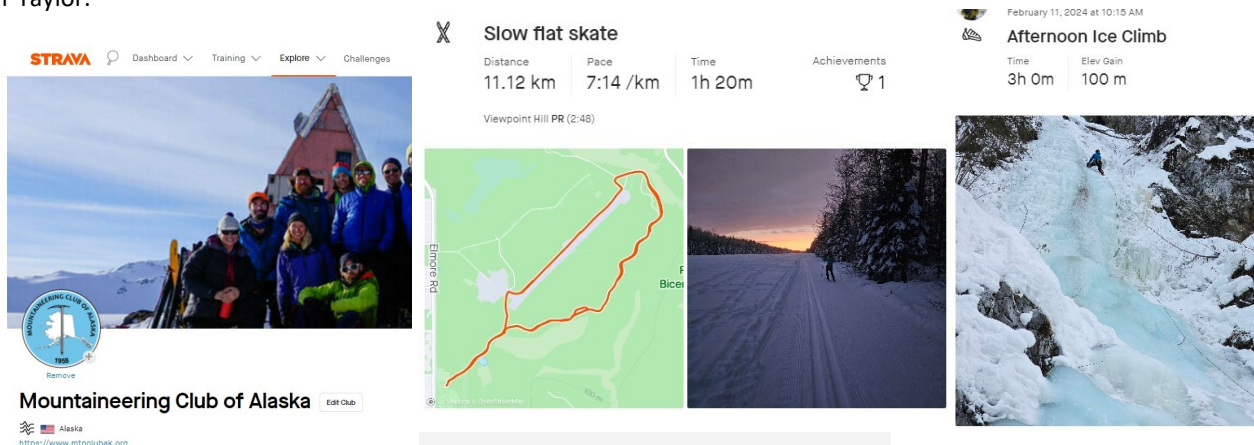 r Taylor.
STRAVA Dashboard Training Explore Challenges
MOUNTAINEERING CLUB OF ALASKA
1958
Remove
Mountaineering Club of Alaska Edit Club
Alaska
https://www.mtnclubak.org
Slow flat skate
Distance Pace Time Achievements
11.12 km 7:14 /km 1h 20m 1
Viewpoint Hill PR (2:48)
Elmore Rd
100 m
© OpenStreetMap
February 11, 2024 at 10:15 AM
Afternoon Ice Climb
Time Elev Gain
3h 0m 100 m